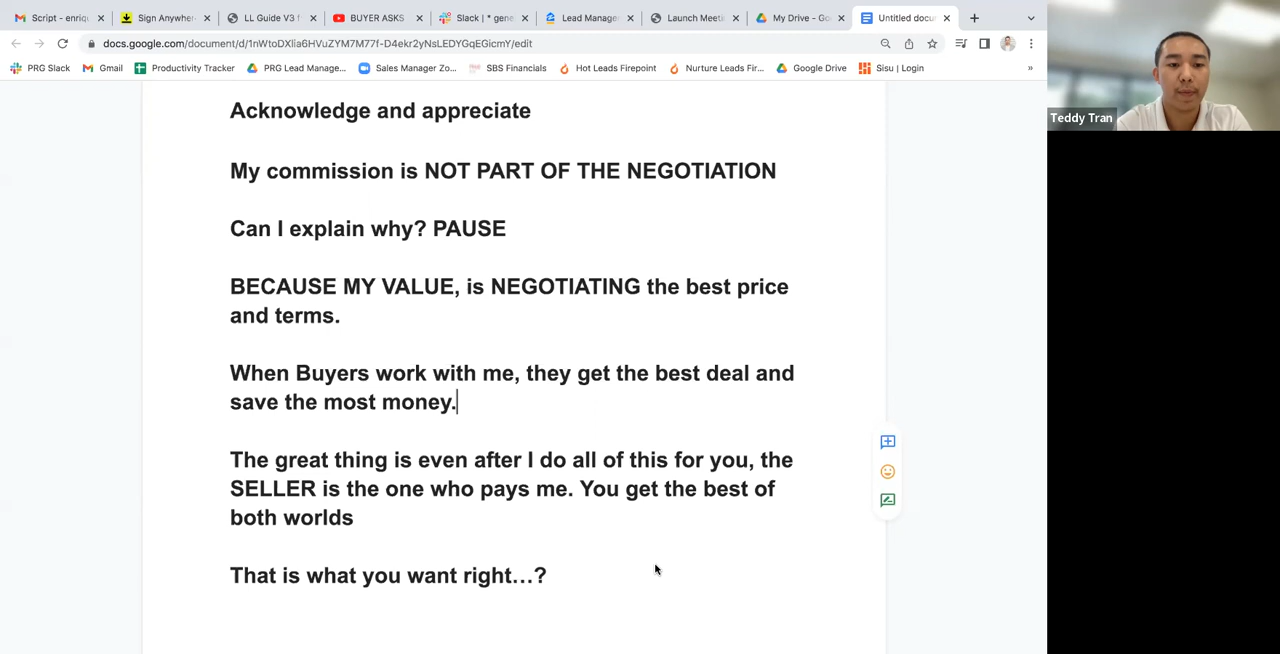 Script - enriqu
Sign Anywher
LL Guide V3 f
BUYER ASKS
Slack | * gene
Lead Manage
Launch Meeti
My Drive - Go
Untitled docu
docs.google.com/document/d/1nWtoDXlia6HVuZYM7M77f-D4ekr2yNsLEDYGqEGicmY/edit
PRG Slack
Gmail
Productivity Tracker
PRG Lead Manage...
Sales Manager Zo...
SBS Financials
Hot Leads Firepoint
Nurture Leads Fir...
Google Drive
Sisu | Login
»
Teddy Tran
Acknowledge and appreciate
My commission is NOT PART OF THE NEGOTIATION
Can I explain why? PAUSE
BECAUSE MY VALUE, is NEGOTIATING the best price
and terms.
When Buyers work with me, they get the best deal and
save the most money.
The great thing is even after I do all of this for you, the
SELLER is the one who pays me. You get the best of
both worlds
That is what you want right...?